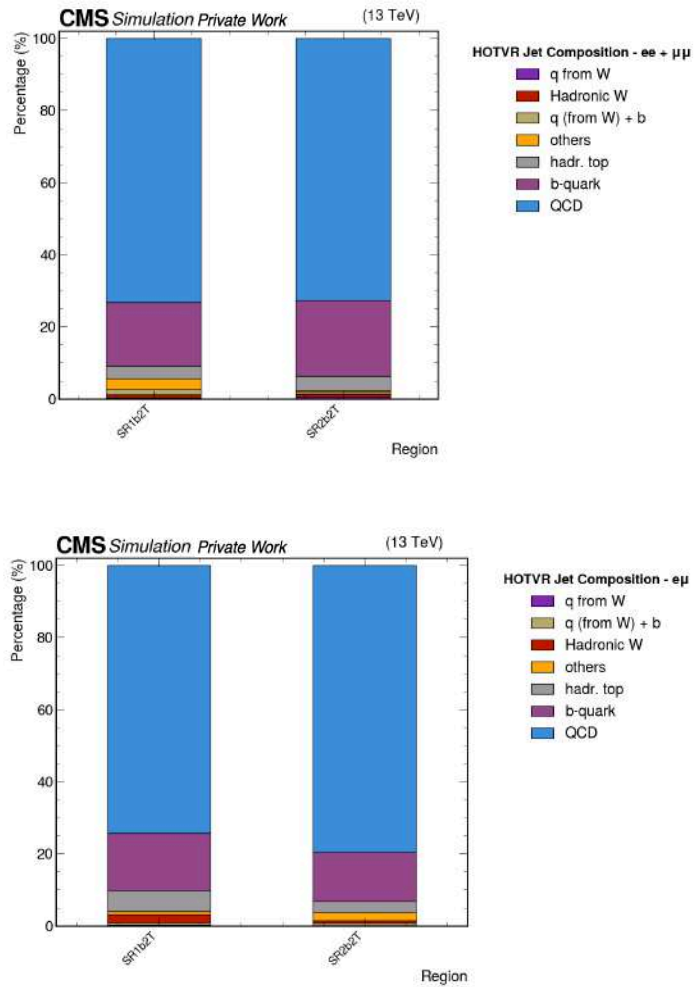 CMS Simulation Private Work (13 TeV)
Percentage (%)
100
80
60
40
20
0
SR1b2T
SR2b2T
Region
HOTVR Jet Composition - ee + μμ
q from W
Hadronic W
q (from W) + b
others
hadr. top
b-quark
QCD
CMS Simulation Private Work (13 TeV)
Percentage (%)
100
80
60
40
20
0
SR1b2T
SR2b2T
Region
HOTVR Jet Composition - eμ
q from W
q (from W) + b
Hadronic W
others
hadr. top
b-quark
QCD